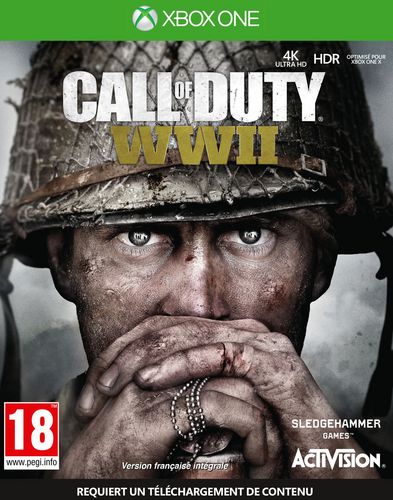 XBOX ONE
4K
ULTRA HD
HDR
OPTIMISÉ POUR
XBOX ONE X
CALL OF DUTY®
WWII
18
www.pegi.info
SLEDGEHAMMER
GAMES™
ACTIVISION®
Version française intégrale
REQUIERT UN TÉLÉCHARGEMENT DE CONTENU